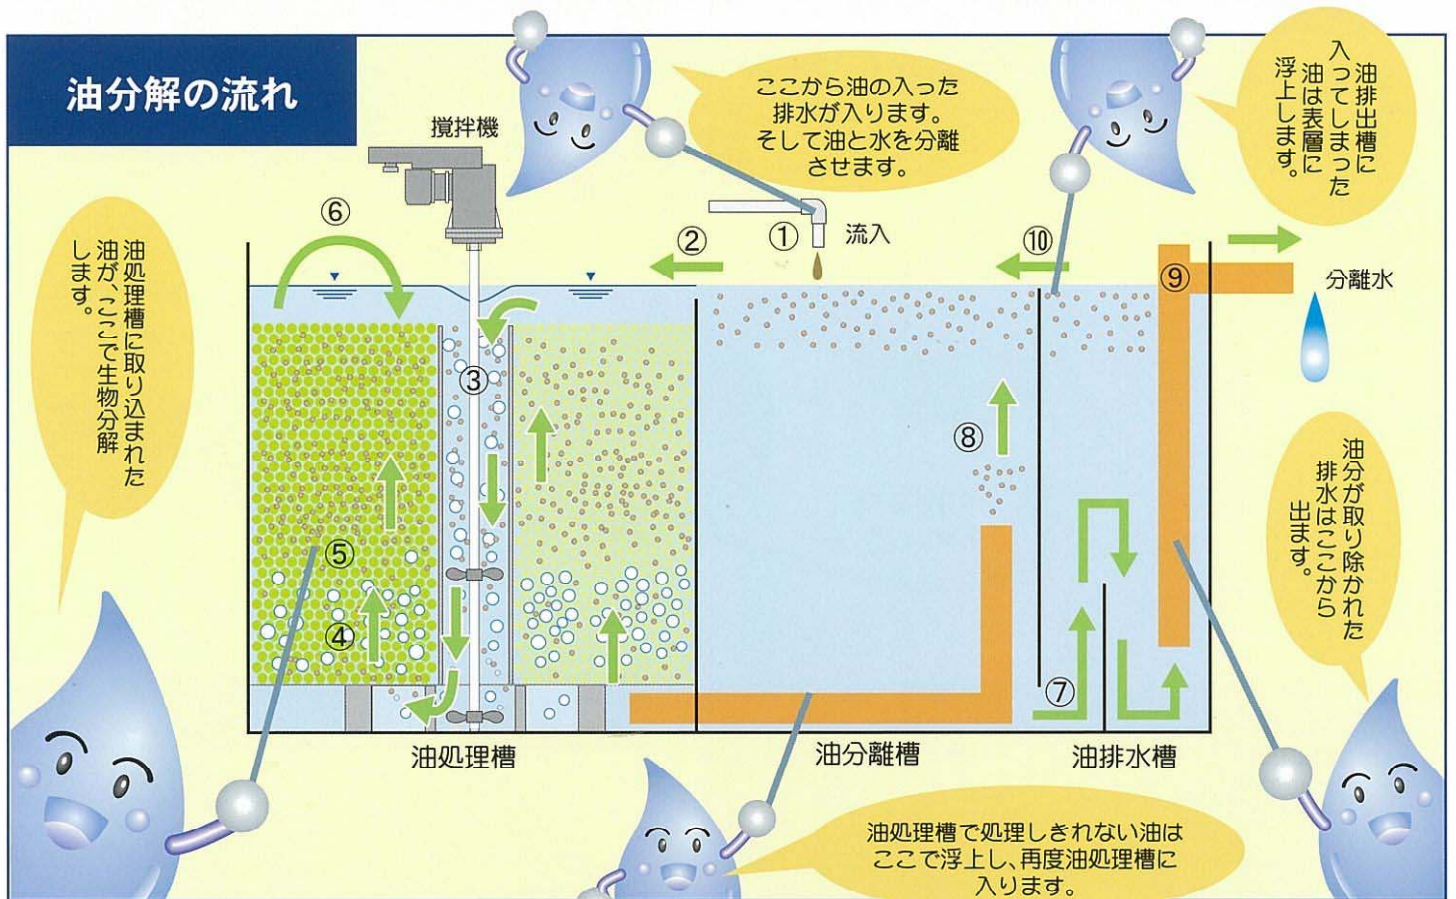 油分解の流れ
攪拌機
ここから油の入った
排水が入ります。
そして油と水を分離
させます。
油排出槽に
入ってしまった
油は表層に
浮上します。
⑥
②
①
流入
⑩
⑨
分離水
油処理槽に取り込まれた
油が、ここで生物分解
します。
③
⑧
⑤
④
⑦
油分が取り除かれた
排水はここから
出ます。
油処理槽
油分離槽
油排水槽
油処理槽で処理しきれない油は
ここで浮上し、再度油処理槽に
入ります。